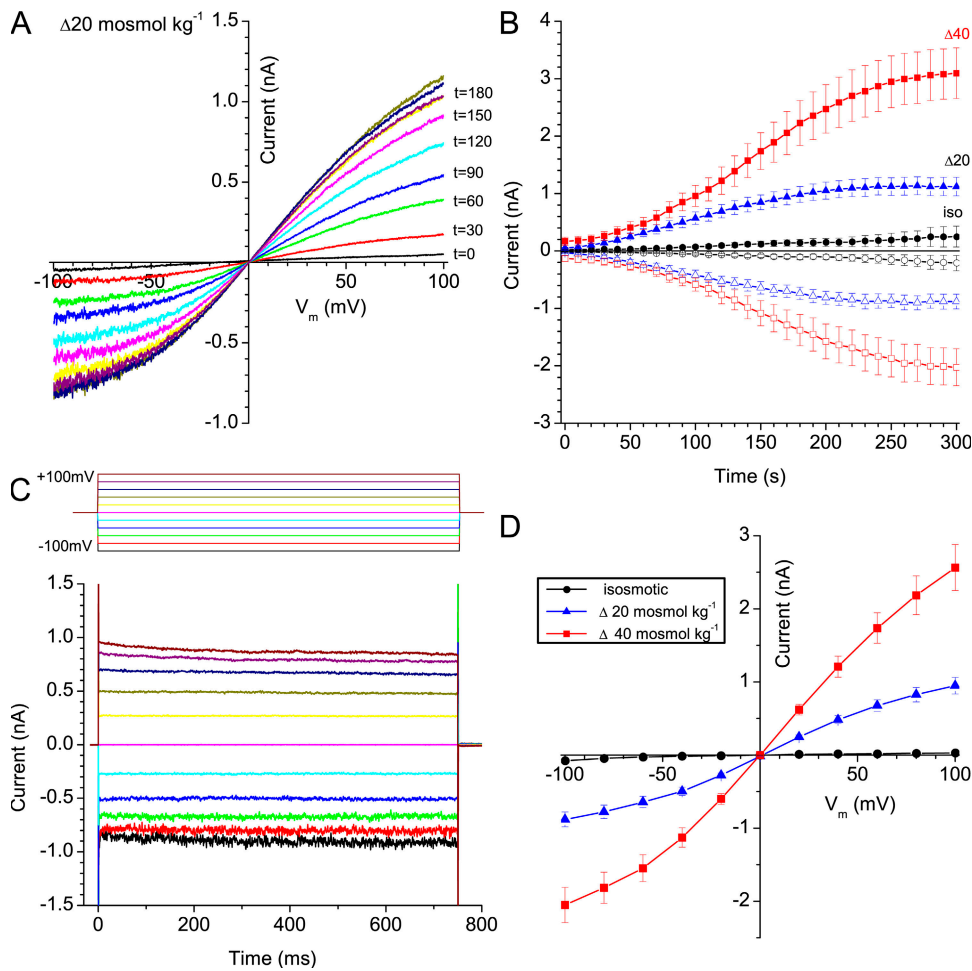 A
Δ20 mosmol kg⁻¹
Current (nA)
1.5
1.0
0.5
-0.5
-1.0
-100
-50
50
100
Vₘ (mV)
t=180
t=150
t=120
t=90
t=60
t=30
t=0
B
Current (nA)
4
3
2
1
0
-1
-2
-3
0
50
100
150
200
250
300
Time (s)
Δ40
Δ20
iso
C
+100mV
-100mV
Current (nA)
1.5
1.0
0.5
0.0
-0.5
-1.0
-1.5
0
200
400
600
800
Time (ms)
D
isosmotic
Δ 20 mosmol kg⁻¹
Δ 40 mosmol kg⁻¹
Current (nA)
3
2
1
-1
-2
-100
-50
50
100
Vₘ (mV)